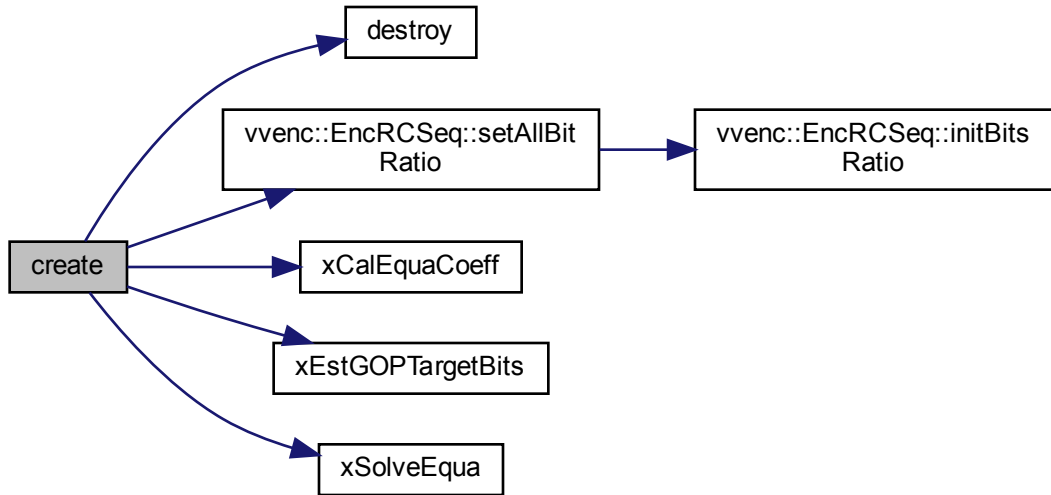 destroy
vvenc::EncRCSeq::setAllBit
Ratio
vvenc::EncRCSeq::initBits
Ratio
create
xCalEquaCoeff
xEstGOPTargetBits
xSolveEqua